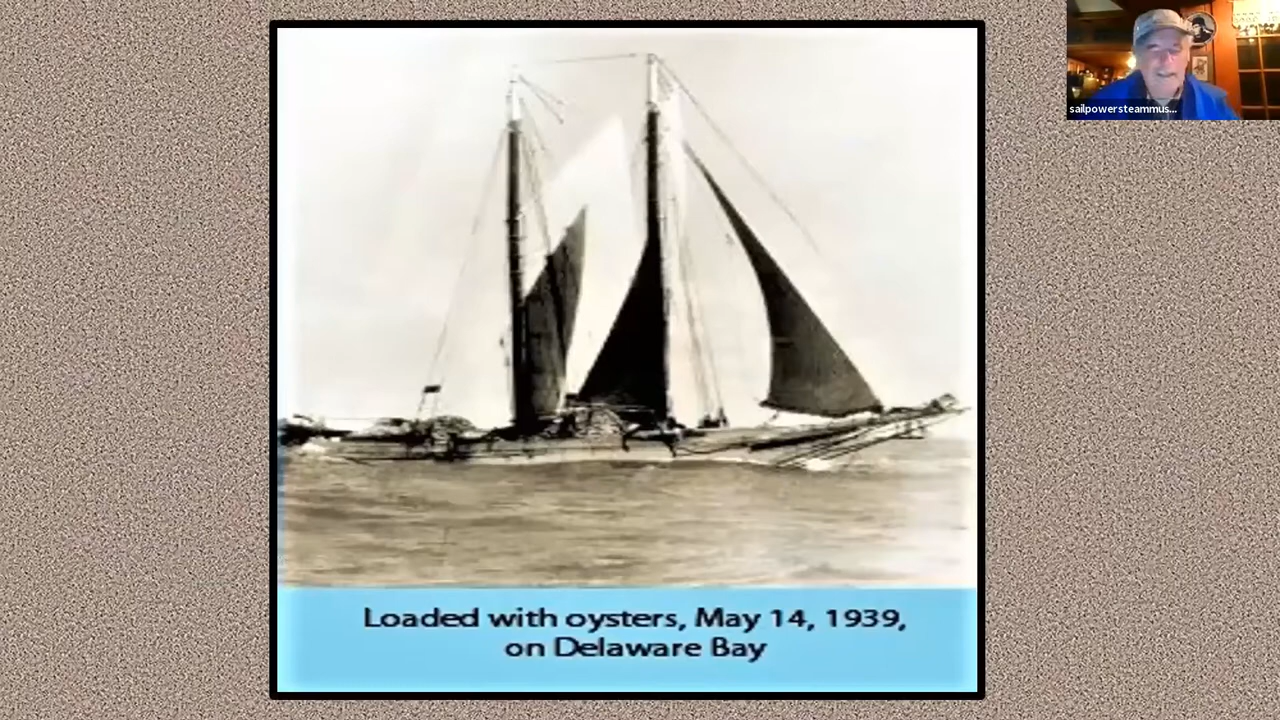 sailpowersteammus...
Loaded with oysters, May 14, 1939,
on Delaware Bay